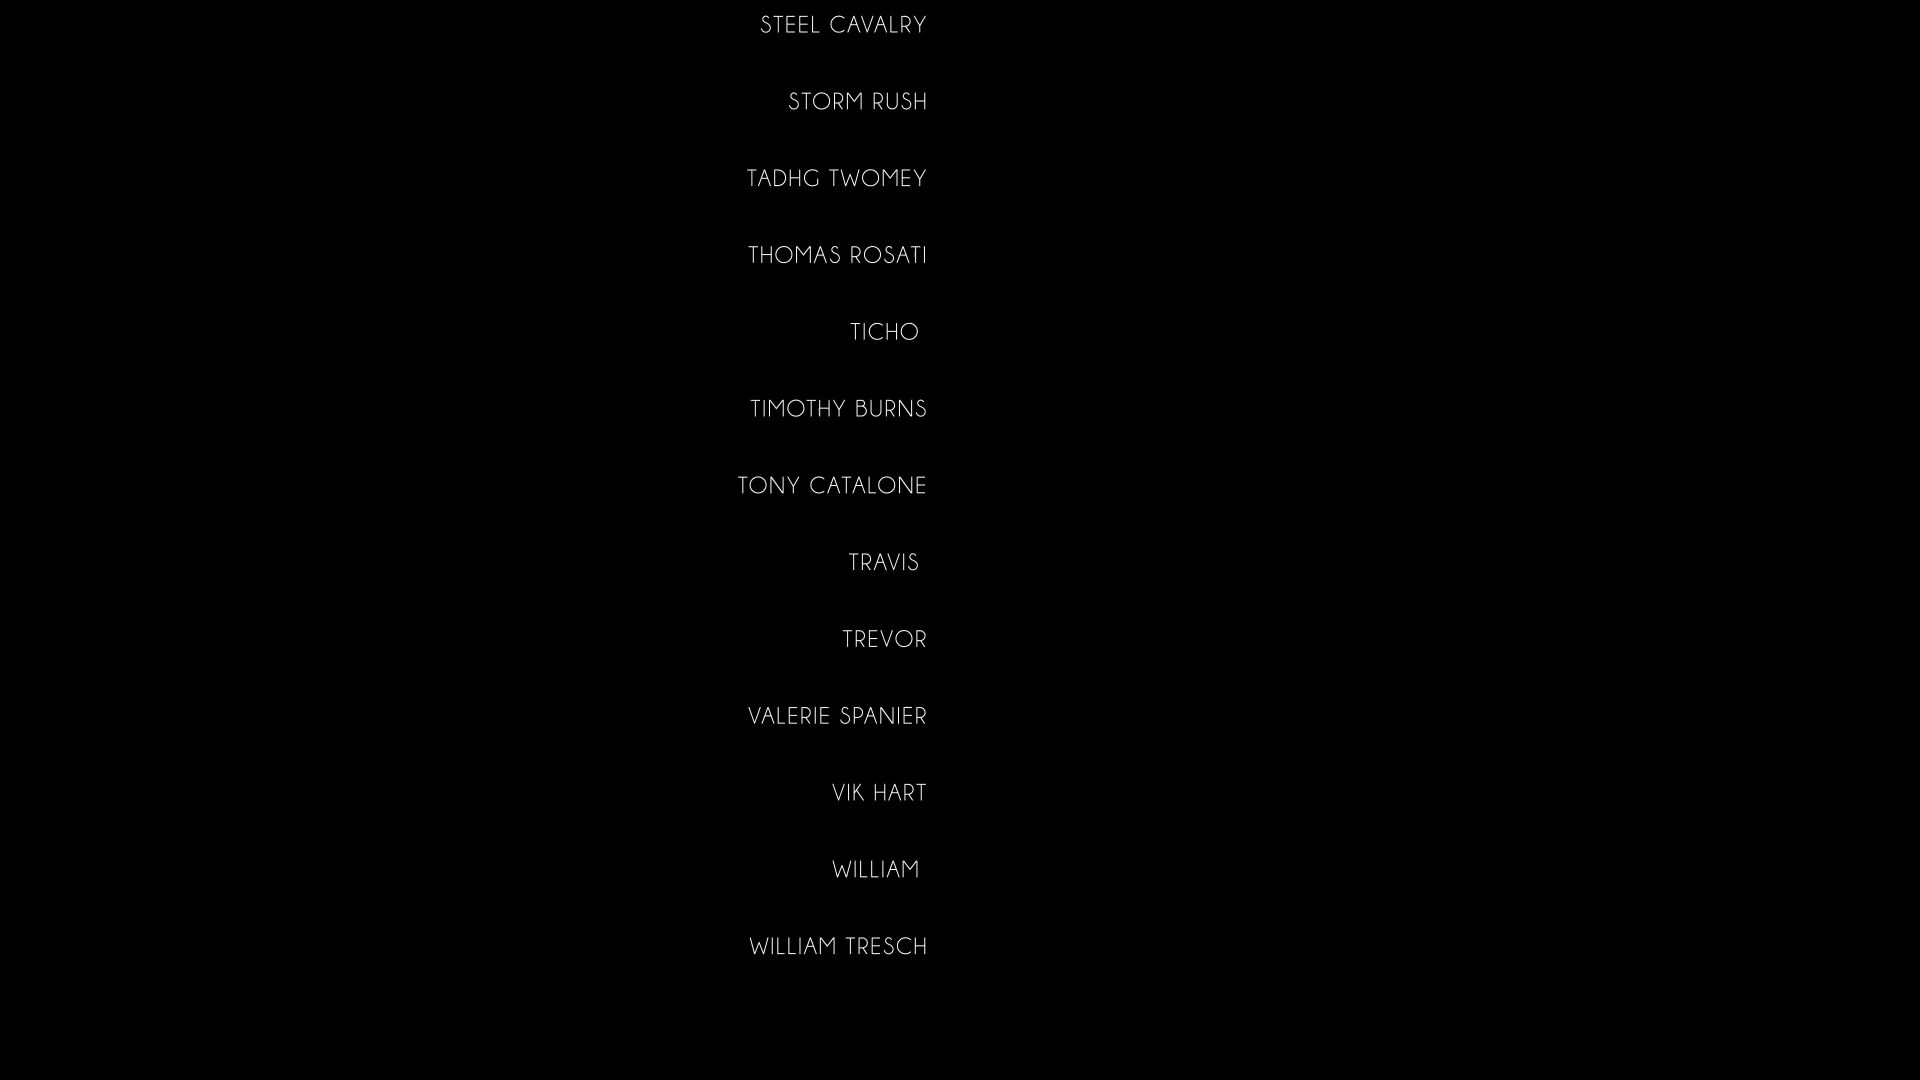 STEEL CAVALRY
STORM RUSH
TADHG TWOMEY
THOMAS ROSATI
TICHO
TIMOTHY BURNS
TONY CATALONE
TRAVIS
TREVOR
VALERIE SPANIER
VIK HART
WILLIAM
WILLIAM TRESCH